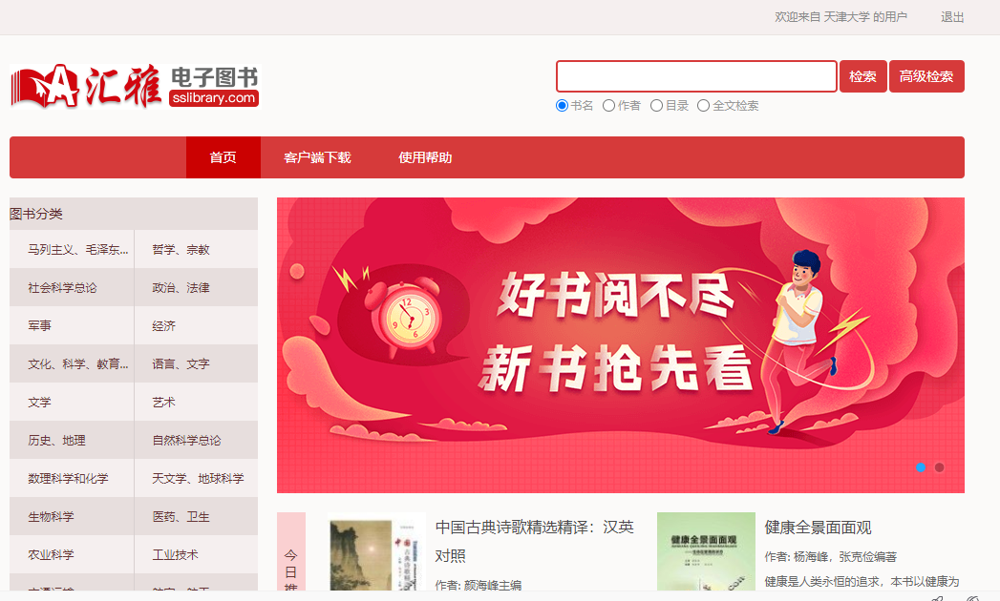 欢迎来自 天津大学 的用户 退出
汇雅 电子图书
sslibrary.com
检索 高级检索
书名 作者 目录 全文检索
首页 客户端下载 使用帮助
图书分类
马列主义、毛泽东... 哲学、宗教
社会科学总论 政治、法律
军事 经济
文化、科学、教育... 语言、文字
文学 艺术
历史、地理 自然科学总论
数理科学和化学 天文学、地球科学
生物科学 医药、卫生
农业科学 工业技术
好书阅不尽
新书抢先看
12
3
6
9
今日推
中国古典诗歌精选精译：汉英
对照
作者: 颜海峰主编
健康全景面面观
健康全景面面观
作者: 杨海峰，张克俭编著
健康是人类永恒的追求，本书以健康为